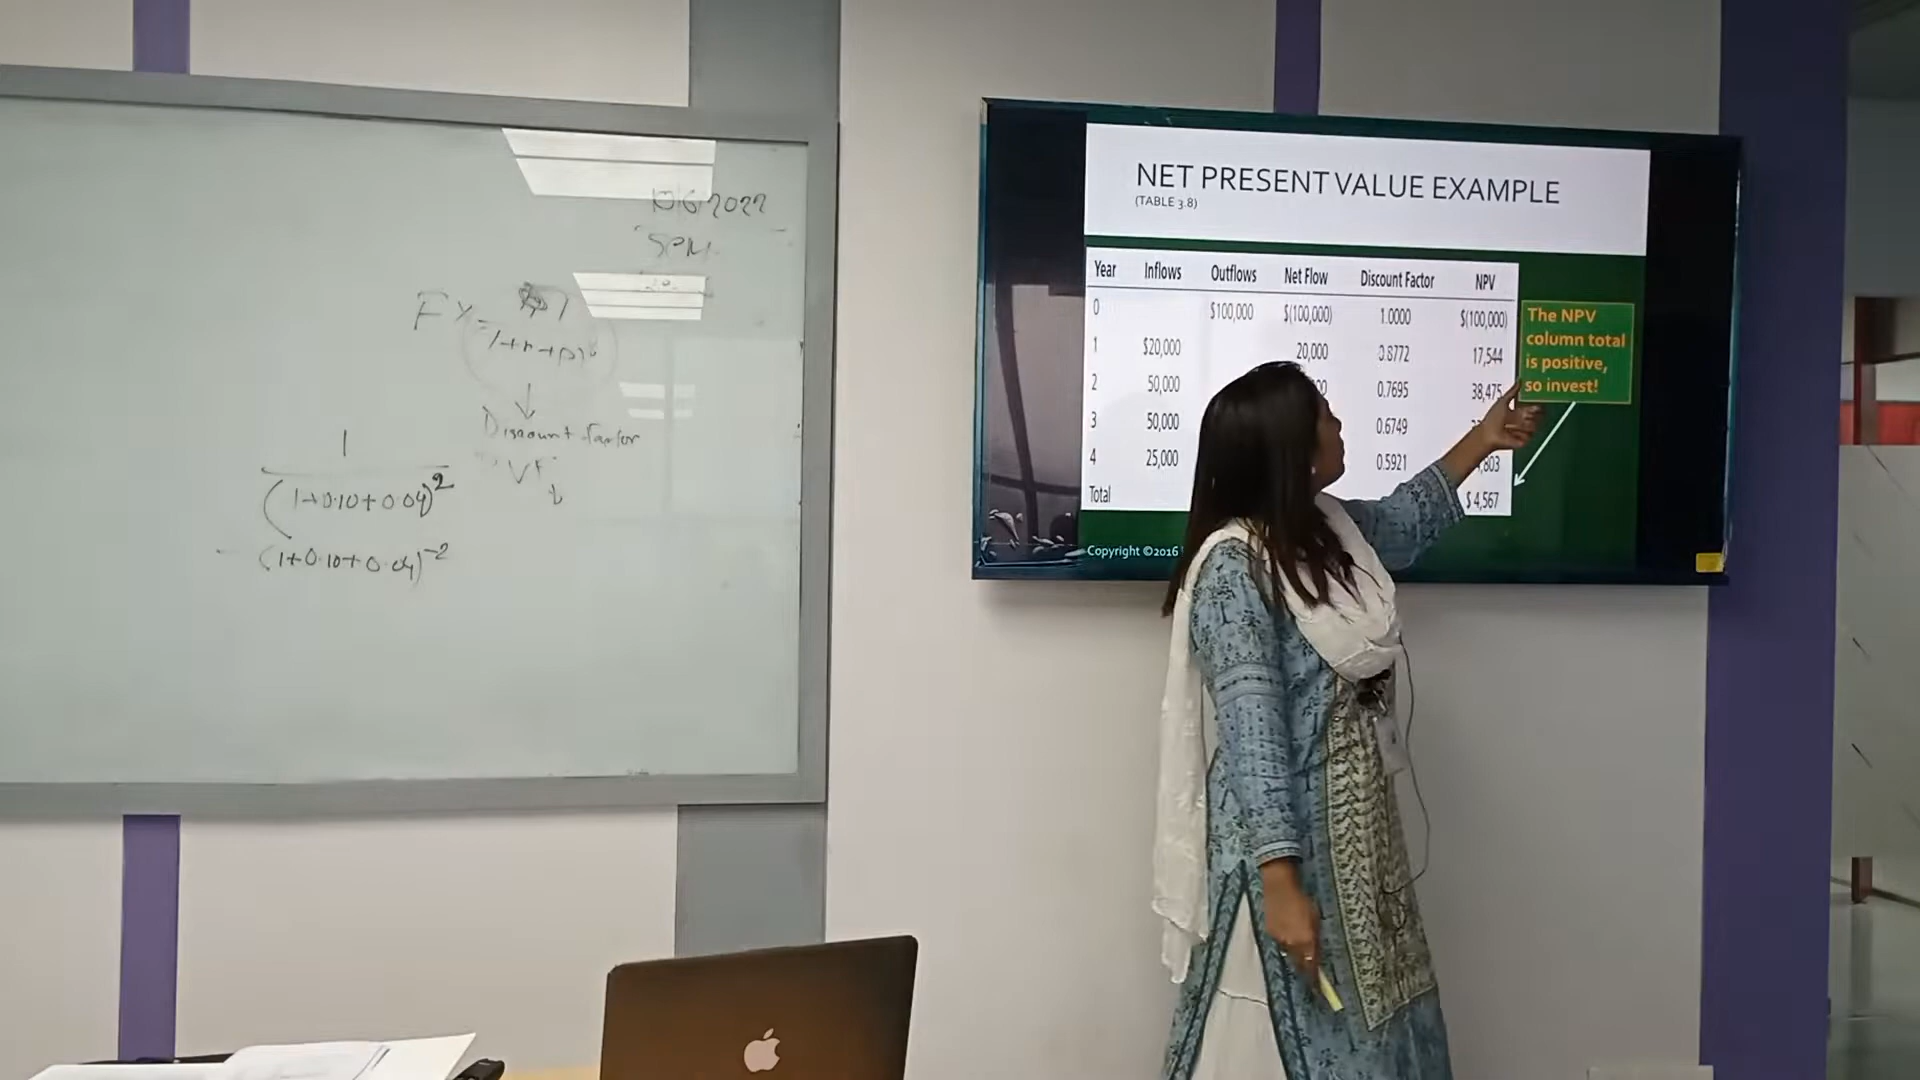 2022
SPM
1+r+p)
Discount factor
1
(1+0.10+0.04)^2
(1+0.10+0.04)^-2
NET PRESENT VALUE EXAMPLE
(TABLE 3.8)
Year Inflows Outflows Net Flow Discount Factor NPV
0 $100,000 $(100,000) 1.0000 $(100,000)
1 $20,000 20,000 0.8772 17,544
2 50,000 0.7695 38,475
3 50,000 0.6749
4 25,000 0.5921
Total $ 4,567
The NPV
column total
is positive,
so invest!
Copyright ©2016